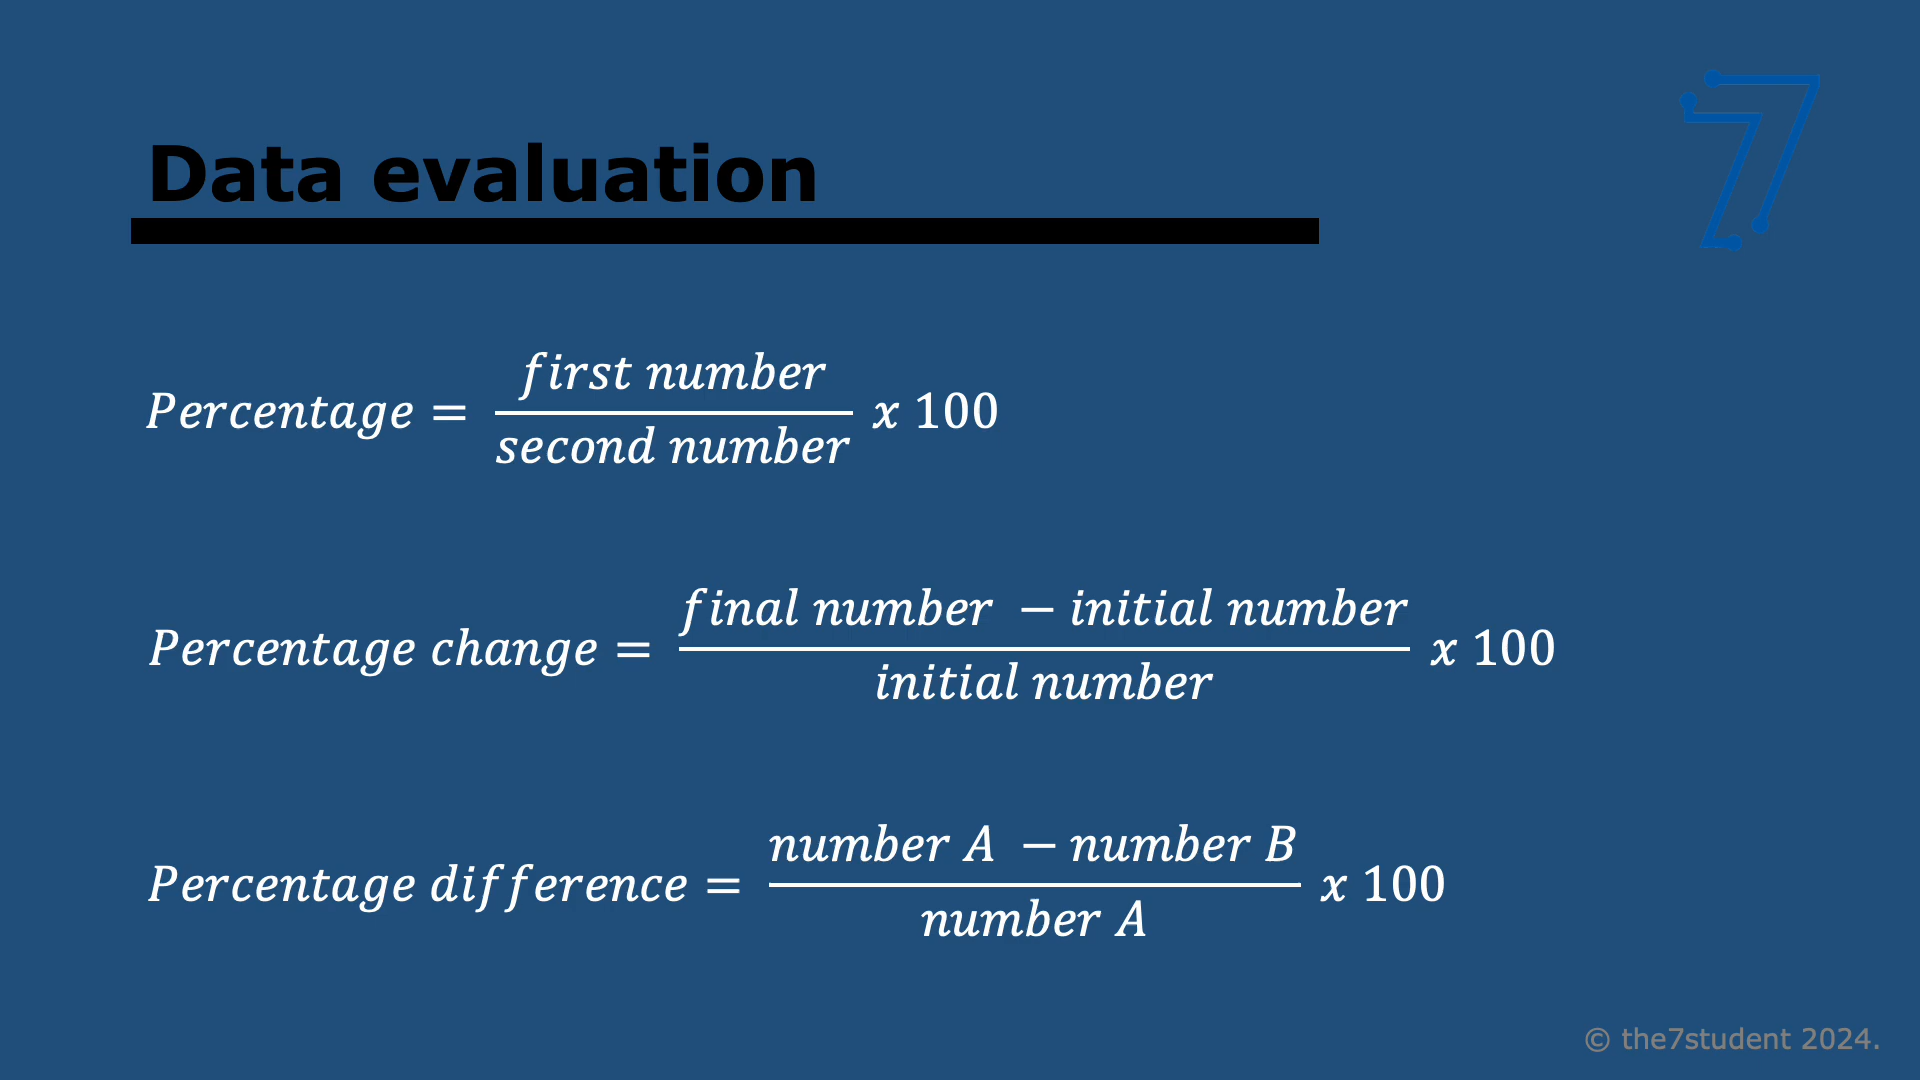 Data evaluation
Percentage = first number / second number x 100
Percentage change = final number − initial number / initial number x 100
Percentage difference = number A − number B / number A x 100
© the7student 2024.